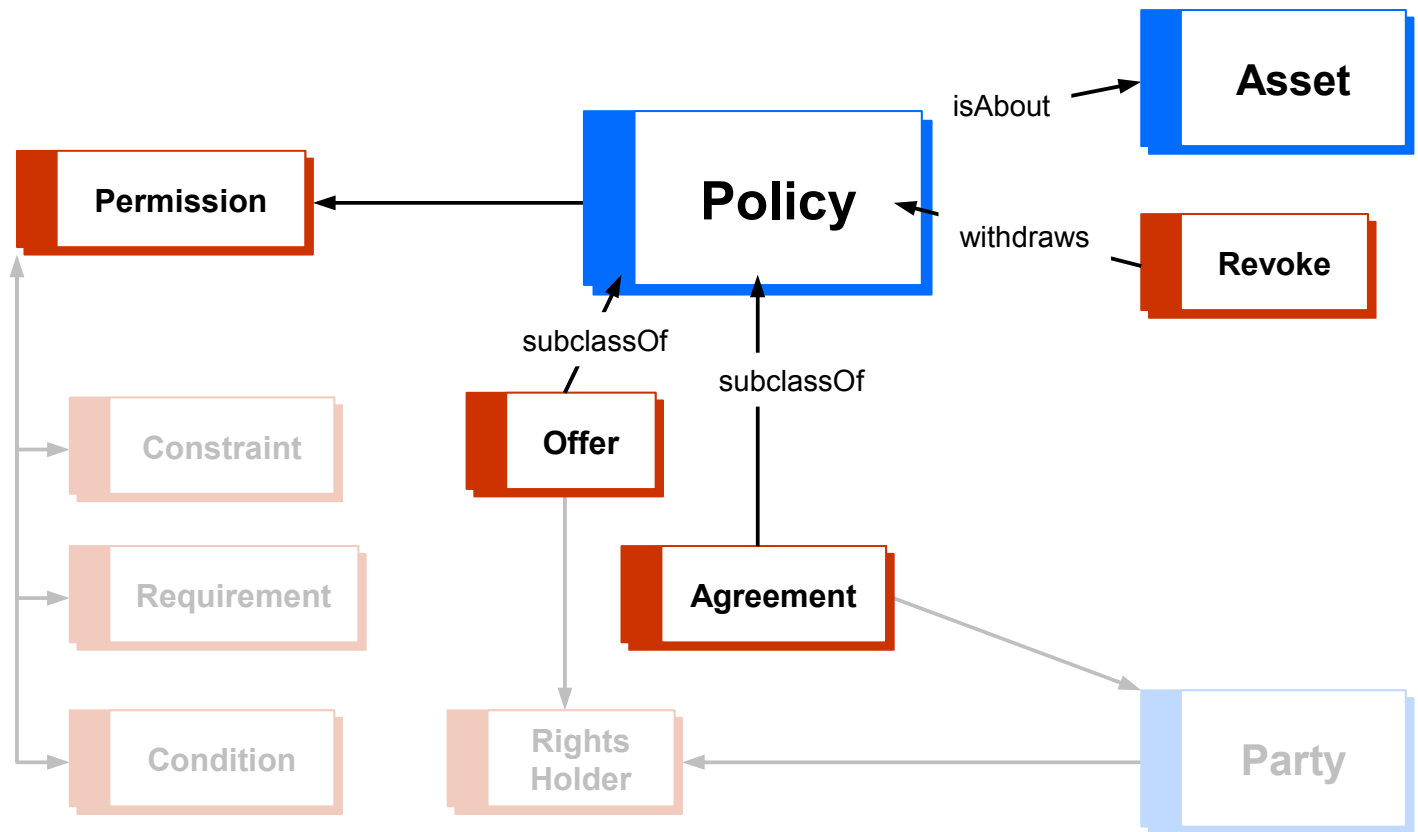 Asset
isAbout
Policy
Permission
withdraws
Revoke
subclassOf
subclassOf
Offer
Constraint
Agreement
Requirement
Rights
Holder
Condition
Party